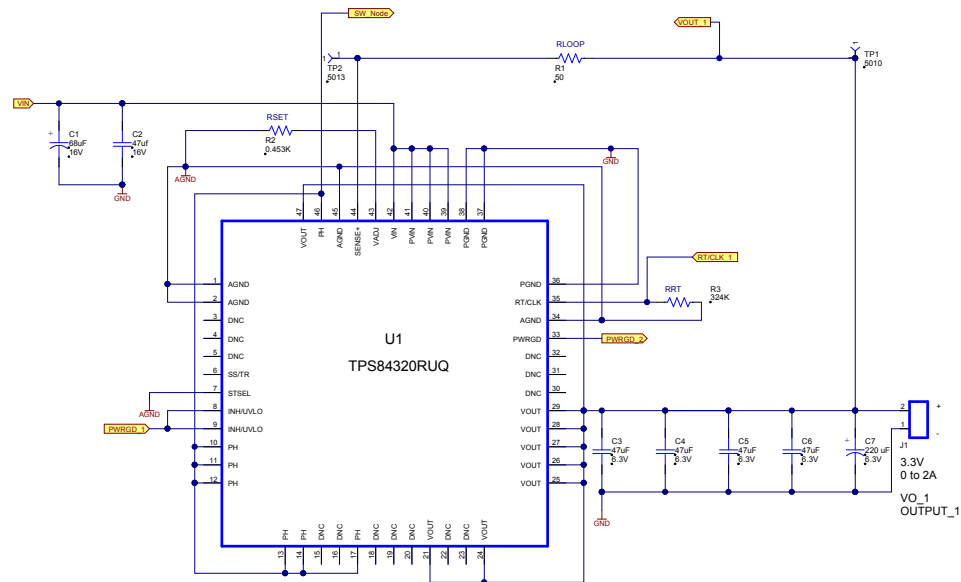 SW_Node
VOUT_1
RLOOP
1
1
TP2
5013
R1
50
1
TP1
5010
VIN
+
C1
68uF
16V
C2
47uf
16V
GND
RSET
R2
0.453K
AGND
GND
47
46
45
44
43
42
41
40
39
38
37
VOUT
PH
AGND
SENSE+
VADJ
VIN
PVIN
PVIN
PVIN
PGND
PGND
RT/CLK_1
1
AGND
2
AGND
3
DNC
4
DNC
5
DNC
6
SS/TR
7
STSEL
8
INH/UVLO
9
INH/UVLO
10
PH
11
PH
12
PH
U1
TPS84320RUQ
PGND
36
RT/CLK
35
AGND
34
PWRGD
33
DNC
32
DNC
31
DNC
30
VOUT
29
VOUT
28
VOUT
27
VOUT
26
VOUT
25
RRT
R3
324K
PWRGD_2
AGND
PWRGD_1
C3
47uF
6.3V
C4
47uF
6.3V
C5
47uF
6.3V
C6
47uF
6.3V
+
C7
220 uF
6.3V
GND
2
+
1
-
J1
3.3V
0 to 2A
VO_1
OUTPUT_1
PH
PH
DNC
DNC
PH
DNC
DNC
DNC
VOUT
DNC
DNC
VOUT
13
14
15
16
17
18
19
20
21
22
23
24